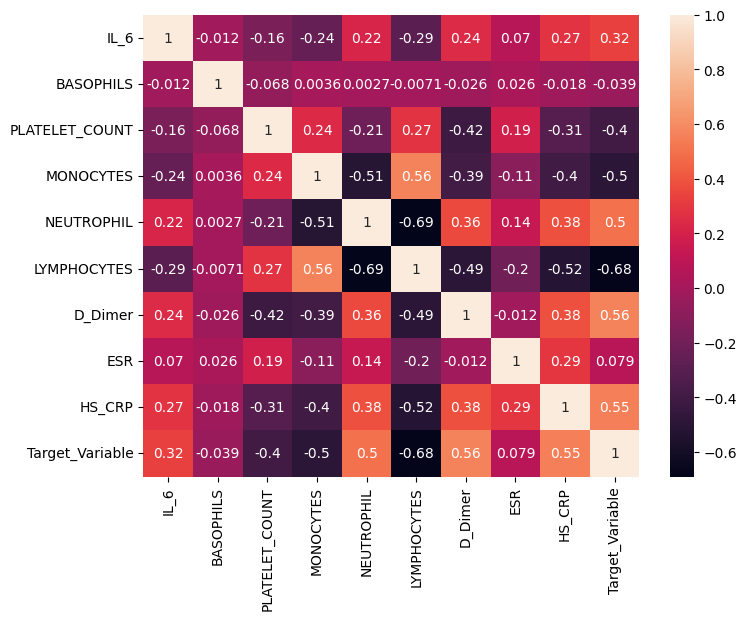 IL_6 1 -0.012 -0.16 -0.24 0.22 -0.29 0.24 0.07 0.27 0.32
BASOPHILS -0.012 1 -0.068 0.0036 0.0027 -0.0071 -0.026 0.026 -0.018 -0.039
PLATELET_COUNT -0.16 -0.068 1 0.24 -0.21 0.27 -0.42 0.19 -0.31 -0.4
MONOCYTES -0.24 0.0036 0.24 1 -0.51 0.56 -0.39 -0.11 -0.4 -0.5
NEUTROPHIL 0.22 0.0027 -0.21 -0.51 1 -0.69 0.36 0.14 0.38 0.5
LYMPHOCYTES -0.29 -0.0071 0.27 0.56 -0.69 1 -0.49 -0.2 -0.52 -0.68
D_Dimer 0.24 -0.026 -0.42 -0.39 0.36 -0.49 1 -0.012 0.38 0.56
ESR 0.07 0.026 0.19 -0.11 0.14 -0.2 -0.012 1 0.29 0.079
HS_CRP 0.27 -0.018 -0.31 -0.4 0.38 -0.52 0.38 0.29 1 0.55
Target_Variable 0.32 -0.039 -0.4 -0.5 0.5 -0.68 0.56 0.079 0.55 1
IL_6
BASOPHILS
PLATELET_COUNT
MONOCYTES
NEUTROPHIL
LYMPHOCYTES
D_Dimer
ESR
HS_CRP
Target_Variable
1.0
0.8
0.6
0.4
0.2
0.0
−0.2
−0.4
−0.6